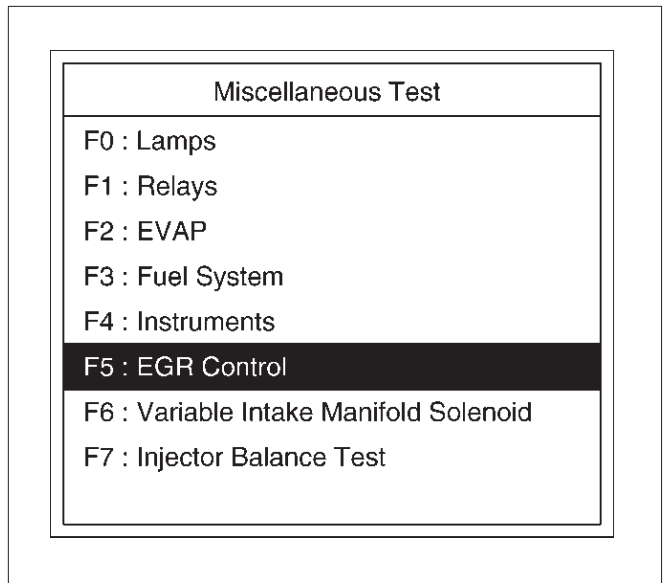 Miscellaneous Test
F0 : Lamps
F1 : Relays
F2 : EVAP
F3 : Fuel System
F4 : Instruments
F5 : EGR Control
F6 : Variable Intake Manifold Solenoid
F7 : Injector Balance Test